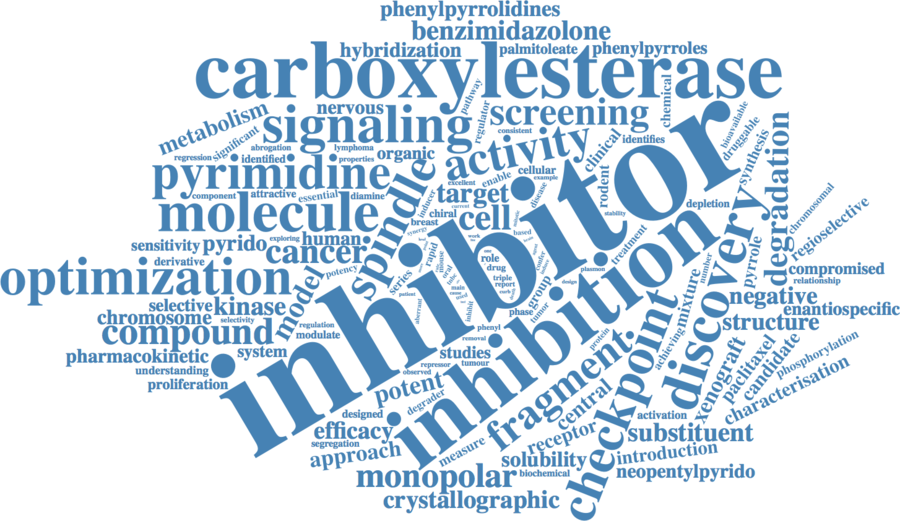 phenylpyrrolidines
benzimidazolone
hybridization
palmitoleate
phenylpyrroles
carboxylesterase
pathway
chemical
metabolism
nervous
signaling
regulator
screening
significant
consistent
bioavailable
druggable
abrogation
lymphoma
activity
clinical
identifies
regression
identified
properties
organic
synthesis
pyrimidine
excellent
enable
cellular
example
component
attractive
essential
diamine
spindle
inducer
target
current
disease
rodent
inhibitor
degradation
molecule
chiral
cell
depletion
stability
breast
synergy
chromosomal
regioselective
sensitivity
pyrido
exploring
human
based
treatment
discovery
pyrrole
cancer
rapid
role
drug
derivative
optimization
potency
series
oral
triple
report
main
plasmon
design
group
number
compromised
relationship
model
patient
mixture
negative
enantiospecific
selective
kinase
chromosome
selectivity
aberrant
inhibit
phase
tumor
inhibition
checkpoint
structure
compound
regulation
modulate
phenyl
removal
protein
achieving
phosphorylation
pharmacokinetic
system
studies
repressor
tumour
observed
fragment
xenograft
paclitaxel
candidate
understanding
proliferation
potent
degrader
central
characterisation
designed
efficacy
receptor
activation
substituent
segregation
approach
measure
solubility
introduction
monopolar
biochemical
neopentylpyrido
crystallographic